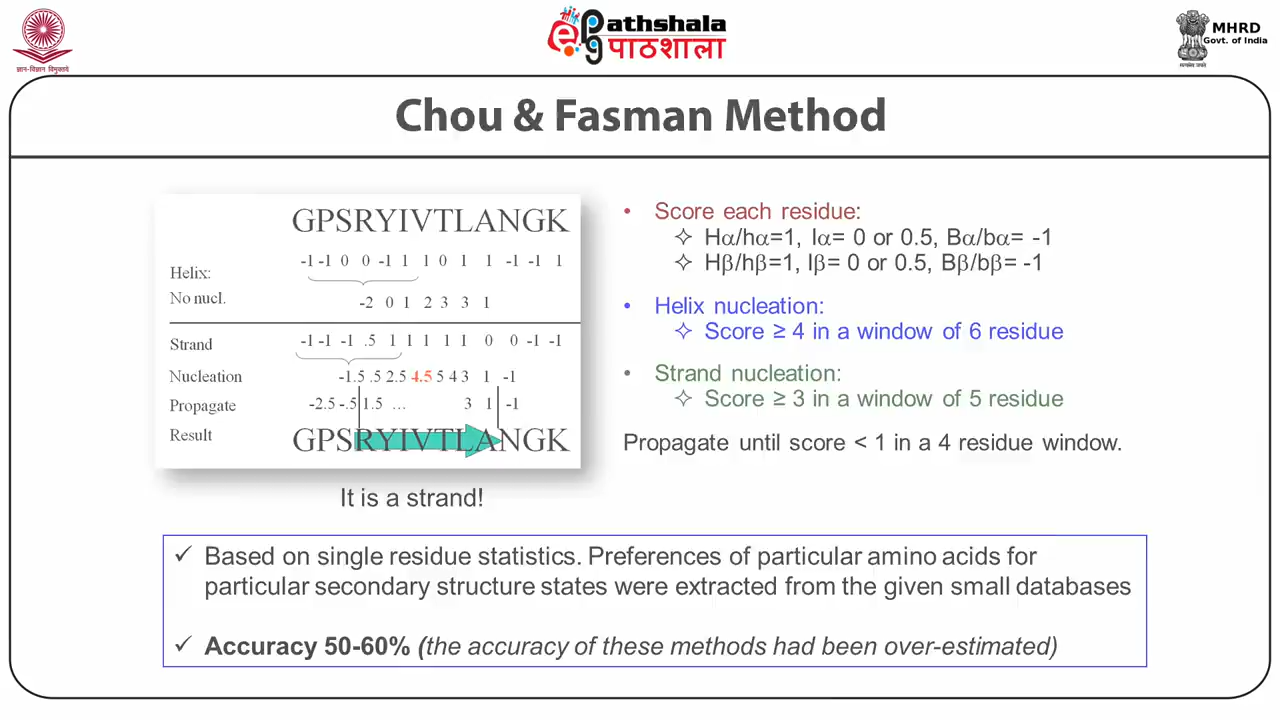 ज्ञान-विज्ञान विमुक्तये
ePG Pathshala
पाठशाला
MHRD
Govt. of India
सत्यमेव जयते
Chou & Fasman Method
GPSRYIVTLANGK
-1 -1 0 0 -1 1 1 0 1 1 -1 -1 1
Helix:
No nucl. -2 0 1 2 3 3 1
Strand -1 -1 -1 .5 1 1 1 1 1 0 0 -1 -1
Nucleation -1.5 .5 2.5 4.5 5 4 3 1 -1
Propagate -2.5 -.5 1.5 ... 3 1 -1
Result GPSRYIVTLANGK
It is a strand!
• Score each residue:
✧ Hα/hα=1, Iα= 0 or 0.5, Bα/bα= -1
✧ Hβ/hβ=1, Iβ= 0 or 0.5, Bβ/bβ= -1
• Helix nucleation:
✧ Score ≥ 4 in a window of 6 residue
• Strand nucleation:
✧ Score ≥ 3 in a window of 5 residue
Propagate until score < 1 in a 4 residue window.
✓ Based on single residue statistics. Preferences of particular amino acids for
particular secondary structure states were extracted from the given small databases
✓ Accuracy 50-60% (the accuracy of these methods had been over-estimated)